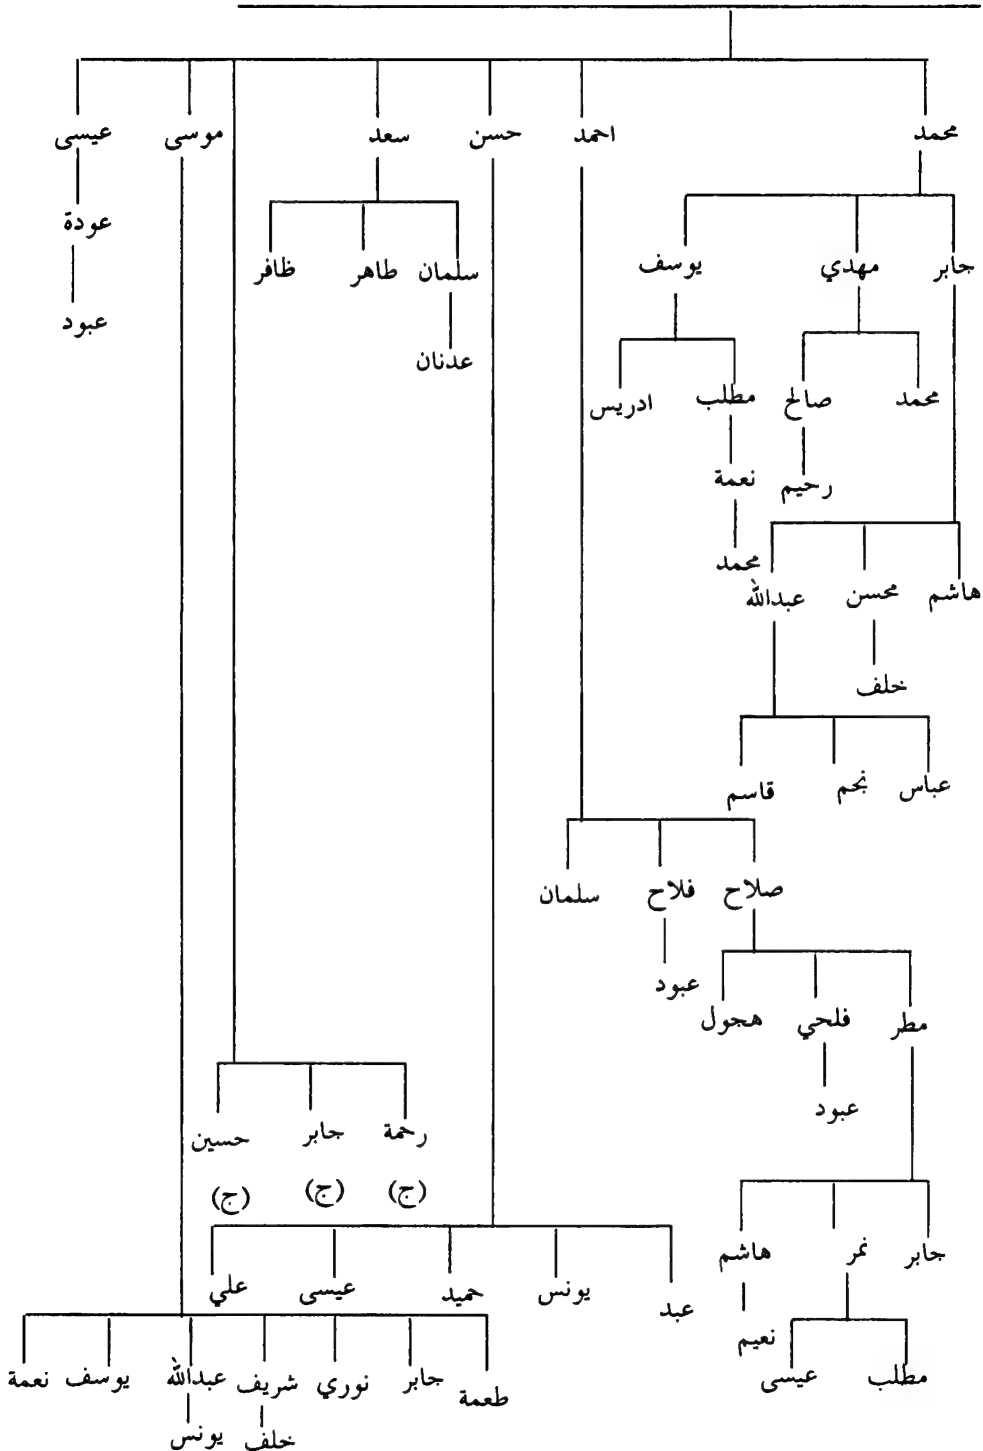 محمد احمد حسن سعد موسى عيسى
عودة
جابر مهدي يوسف سلمان طاهر ظافر
عبود
عدنان
محمد صالح مطلب ادريس
نعمة
رحيم
محمد
هاشم محسن عبدالله
خلف
عباس نجم قاسم
صلاح فلاح سلمان
عبود
مطر فلحي هجول
عبود
رحمة جابر حسين
(ج) (ج) (ج)
جابر نمر هاشم
عبد يونس حميد عيسى علي
نعيم
مطلب عيسى
طعمة جابر نوري شريف عبدالله يوسف نعمة
خلف يونس